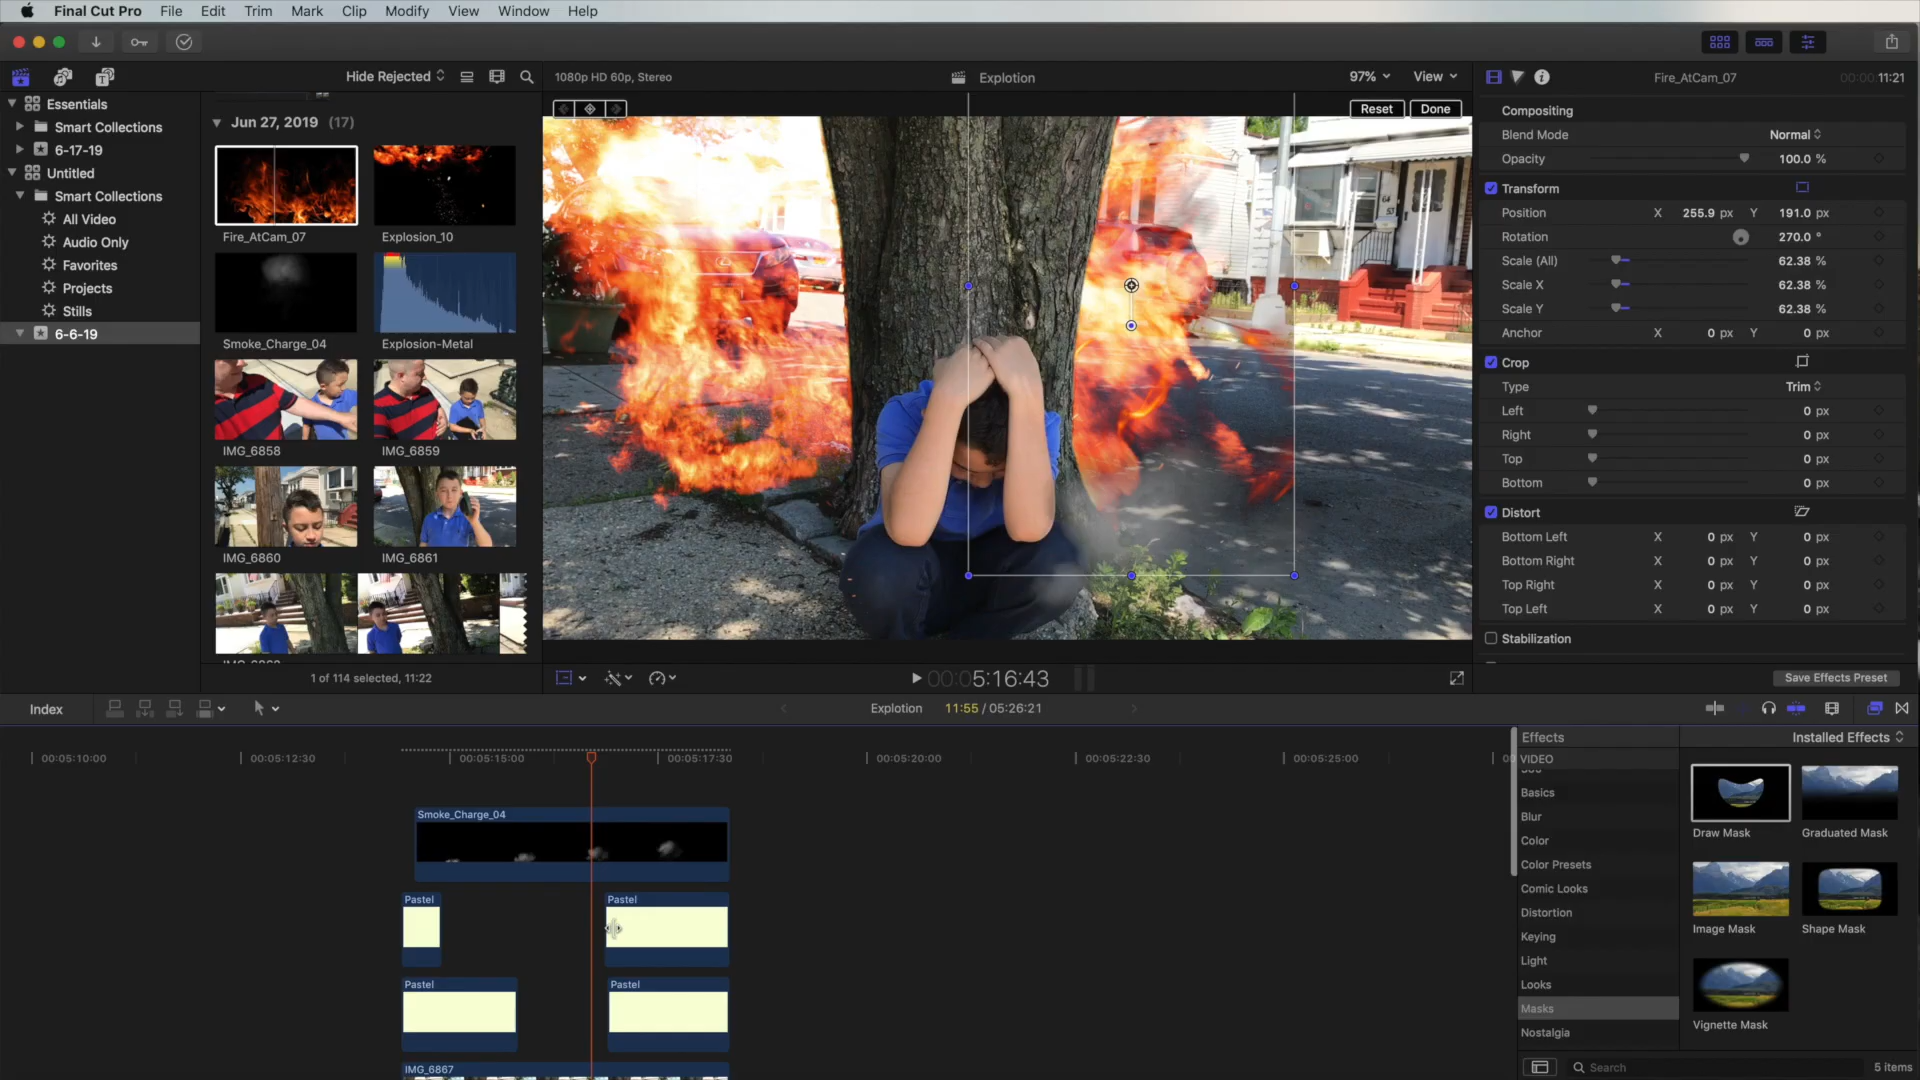 Final Cut Pro File Edit Trim Mark Clip Modify View Window Help
Hide Rejected
1080p HD 60p, Stereo
Explotion
97% View
Fire_AtCam_07
00:00:11:21
Essentials
Smart Collections
6-17-19
Untitled
Smart Collections
All Video
Audio Only
Favorites
Projects
Stills
6-6-19
Jun 27, 2019 (17)
Fire_AtCam_07
Explosion_10
Smoke_Charge_04
Explosion-Metal
IMG_6858
IMG_6859
IMG_6860
IMG_6861
1 of 114 selected, 11:22
Reset
Done
00:05:16:43
Compositing
Blend Mode Normal
Opacity 100.0 %
Transform
Position X 255.9 px Y 191.0 px
Rotation 270.0 °
Scale (All) 62.38 %
Scale X 62.38 %
Scale Y 62.38 %
Anchor X 0 px Y 0 px
Crop
Type Trim
Left 0 px
Right 0 px
Top 0 px
Bottom 0 px
Distort
Bottom Left X 0 px Y 0 px
Bottom Right X 0 px Y 0 px
Top Right X 0 px Y 0 px
Top Left X 0 px Y 0 px
Stabilization
Save Effects Preset
Index
Explotion 11:55 / 05:26:21
00:05:10:00
00:05:12:30
00:05:15:00
00:05:17:30
00:05:20:00
00:05:22:30
00:05:25:00
Smoke_Charge_04
Pastel
Pastel
Pastel
Pastel
IMG_6867
Effects
Installed Effects
VIDEO
Basics
Blur
Color
Color Presets
Comic Looks
Distortion
Keying
Light
Looks
Masks
Nostalgia
Draw Mask
Graduated Mask
Image Mask
Shape Mask
Vignette Mask
Search
5 items